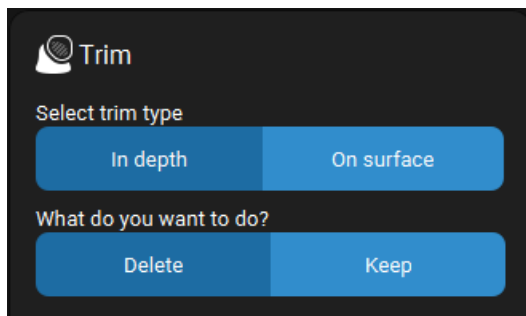 Trim
Select trim type
In depth On surface
What do you want to do?
Delete Keep